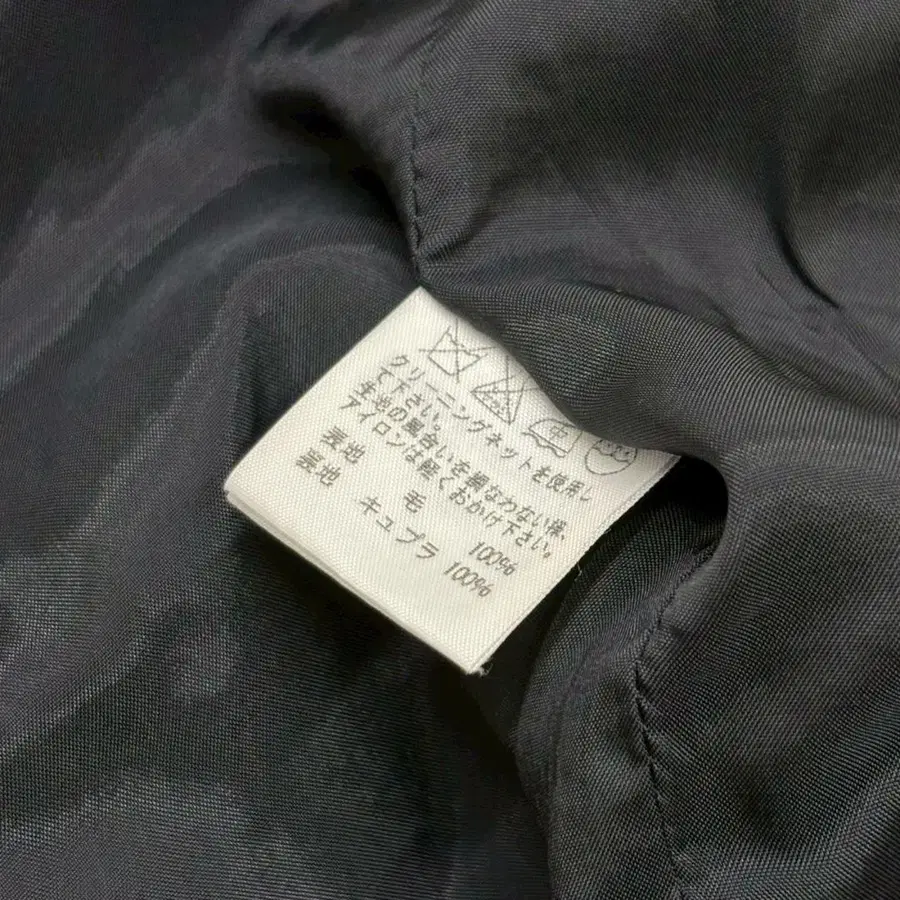 クリーニングネットを使用し
て下さい。
生地の風合いを損なわない様、
アイロンは軽くおかけ下さい。
表地 毛 100%
裏地 キュプラ 100%